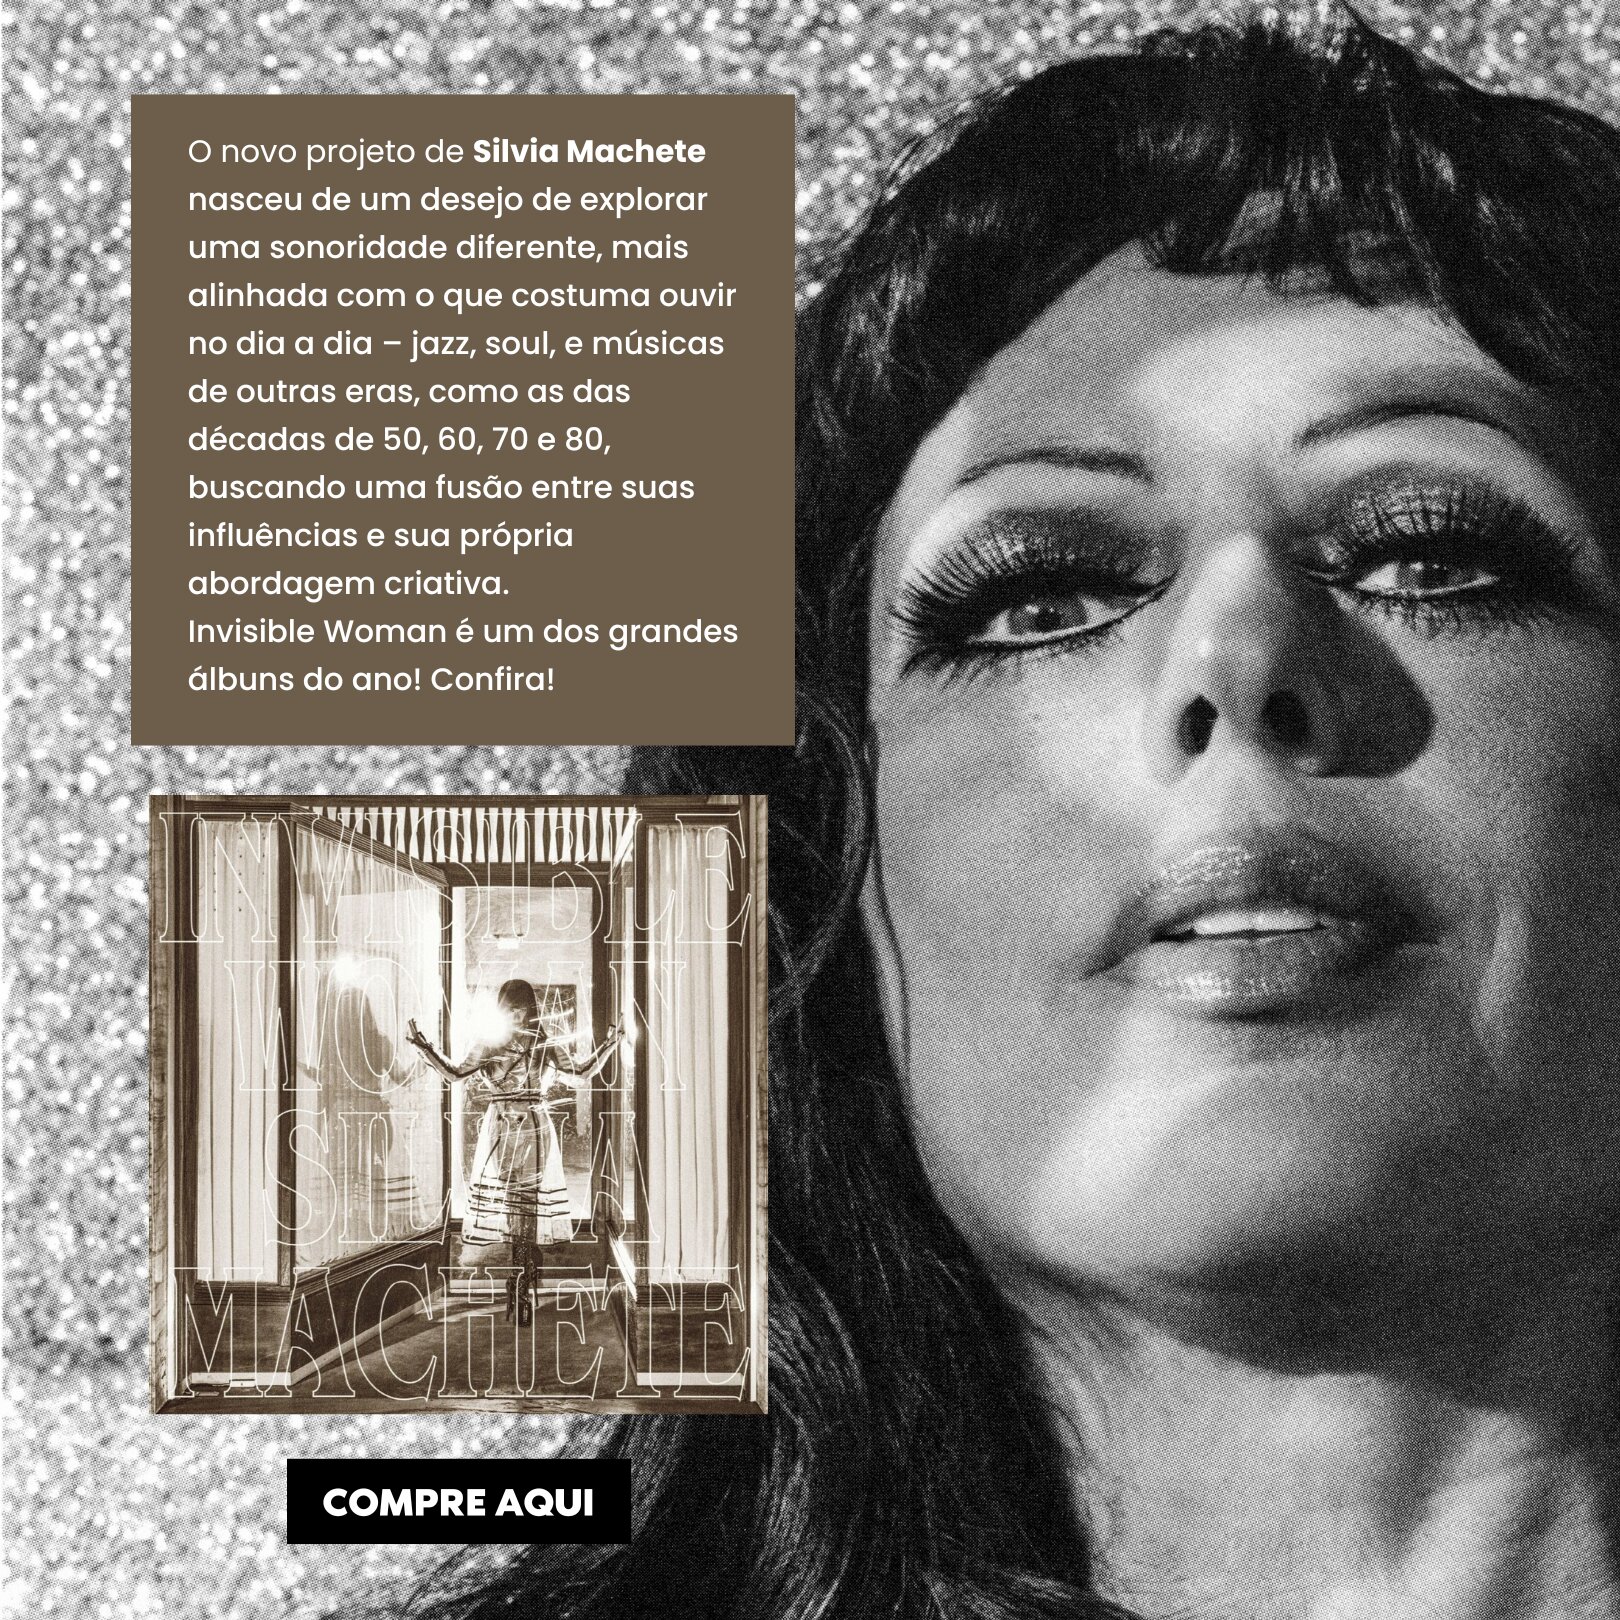 O novo projeto de Silvia Machete
nasceu de um desejo de explorar
uma sonoridade diferente, mais
alinhada com o que costuma ouvir
no dia a dia – jazz, soul, e músicas
de outras eras, como as das
décadas de 50, 60, 70 e 80,
buscando uma fusão entre suas
influências e sua própria
abordagem criativa.
Invisible Woman é um dos grandes
álbuns do ano! Confira!
INVISIBLE
WOMAN
SILVIA
MACHETE
COMPRE AQUI